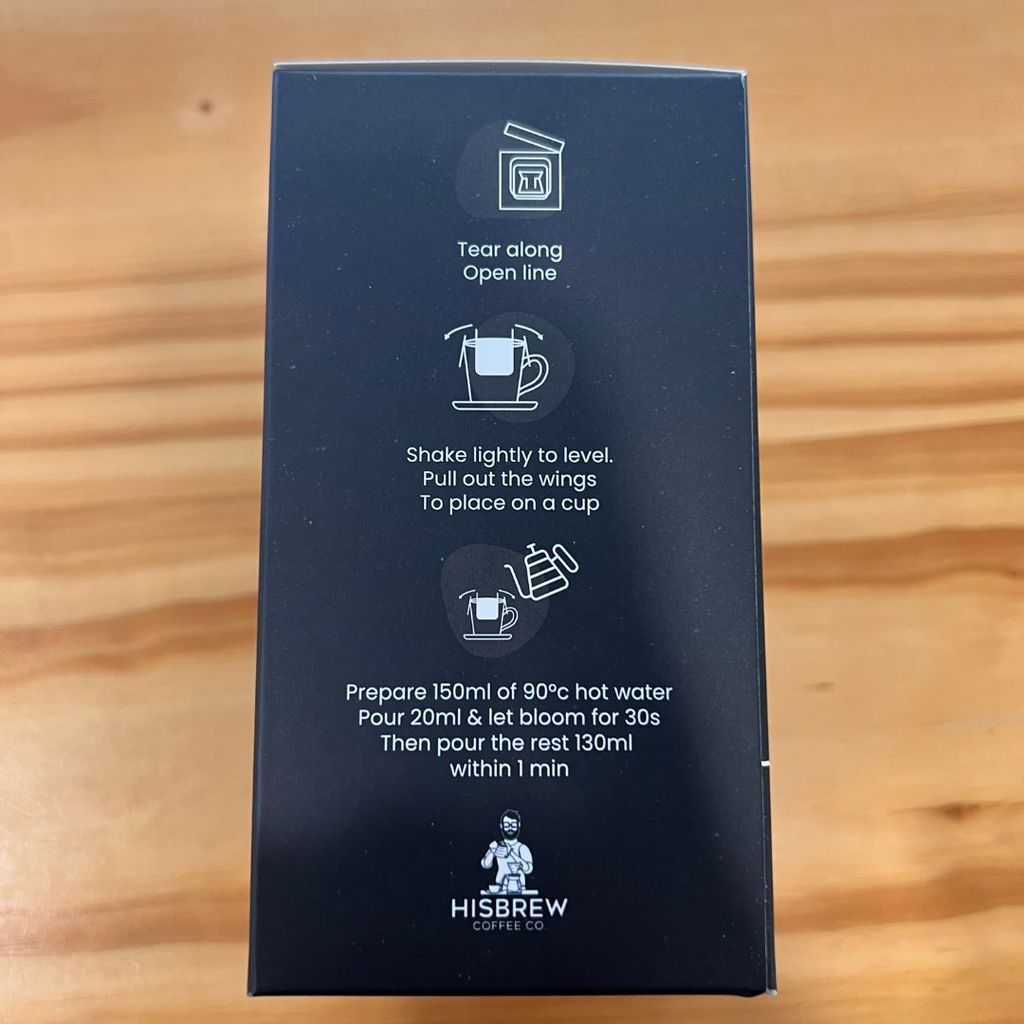 Tear along
Open line
Shake lightly to level.
Pull out the wings
To place on a cup
Prepare 150ml of 90°c hot water
Pour 20ml & let bloom for 30s
Then pour the rest 130ml
within 1 min
HISBREW
COFFEE CO.